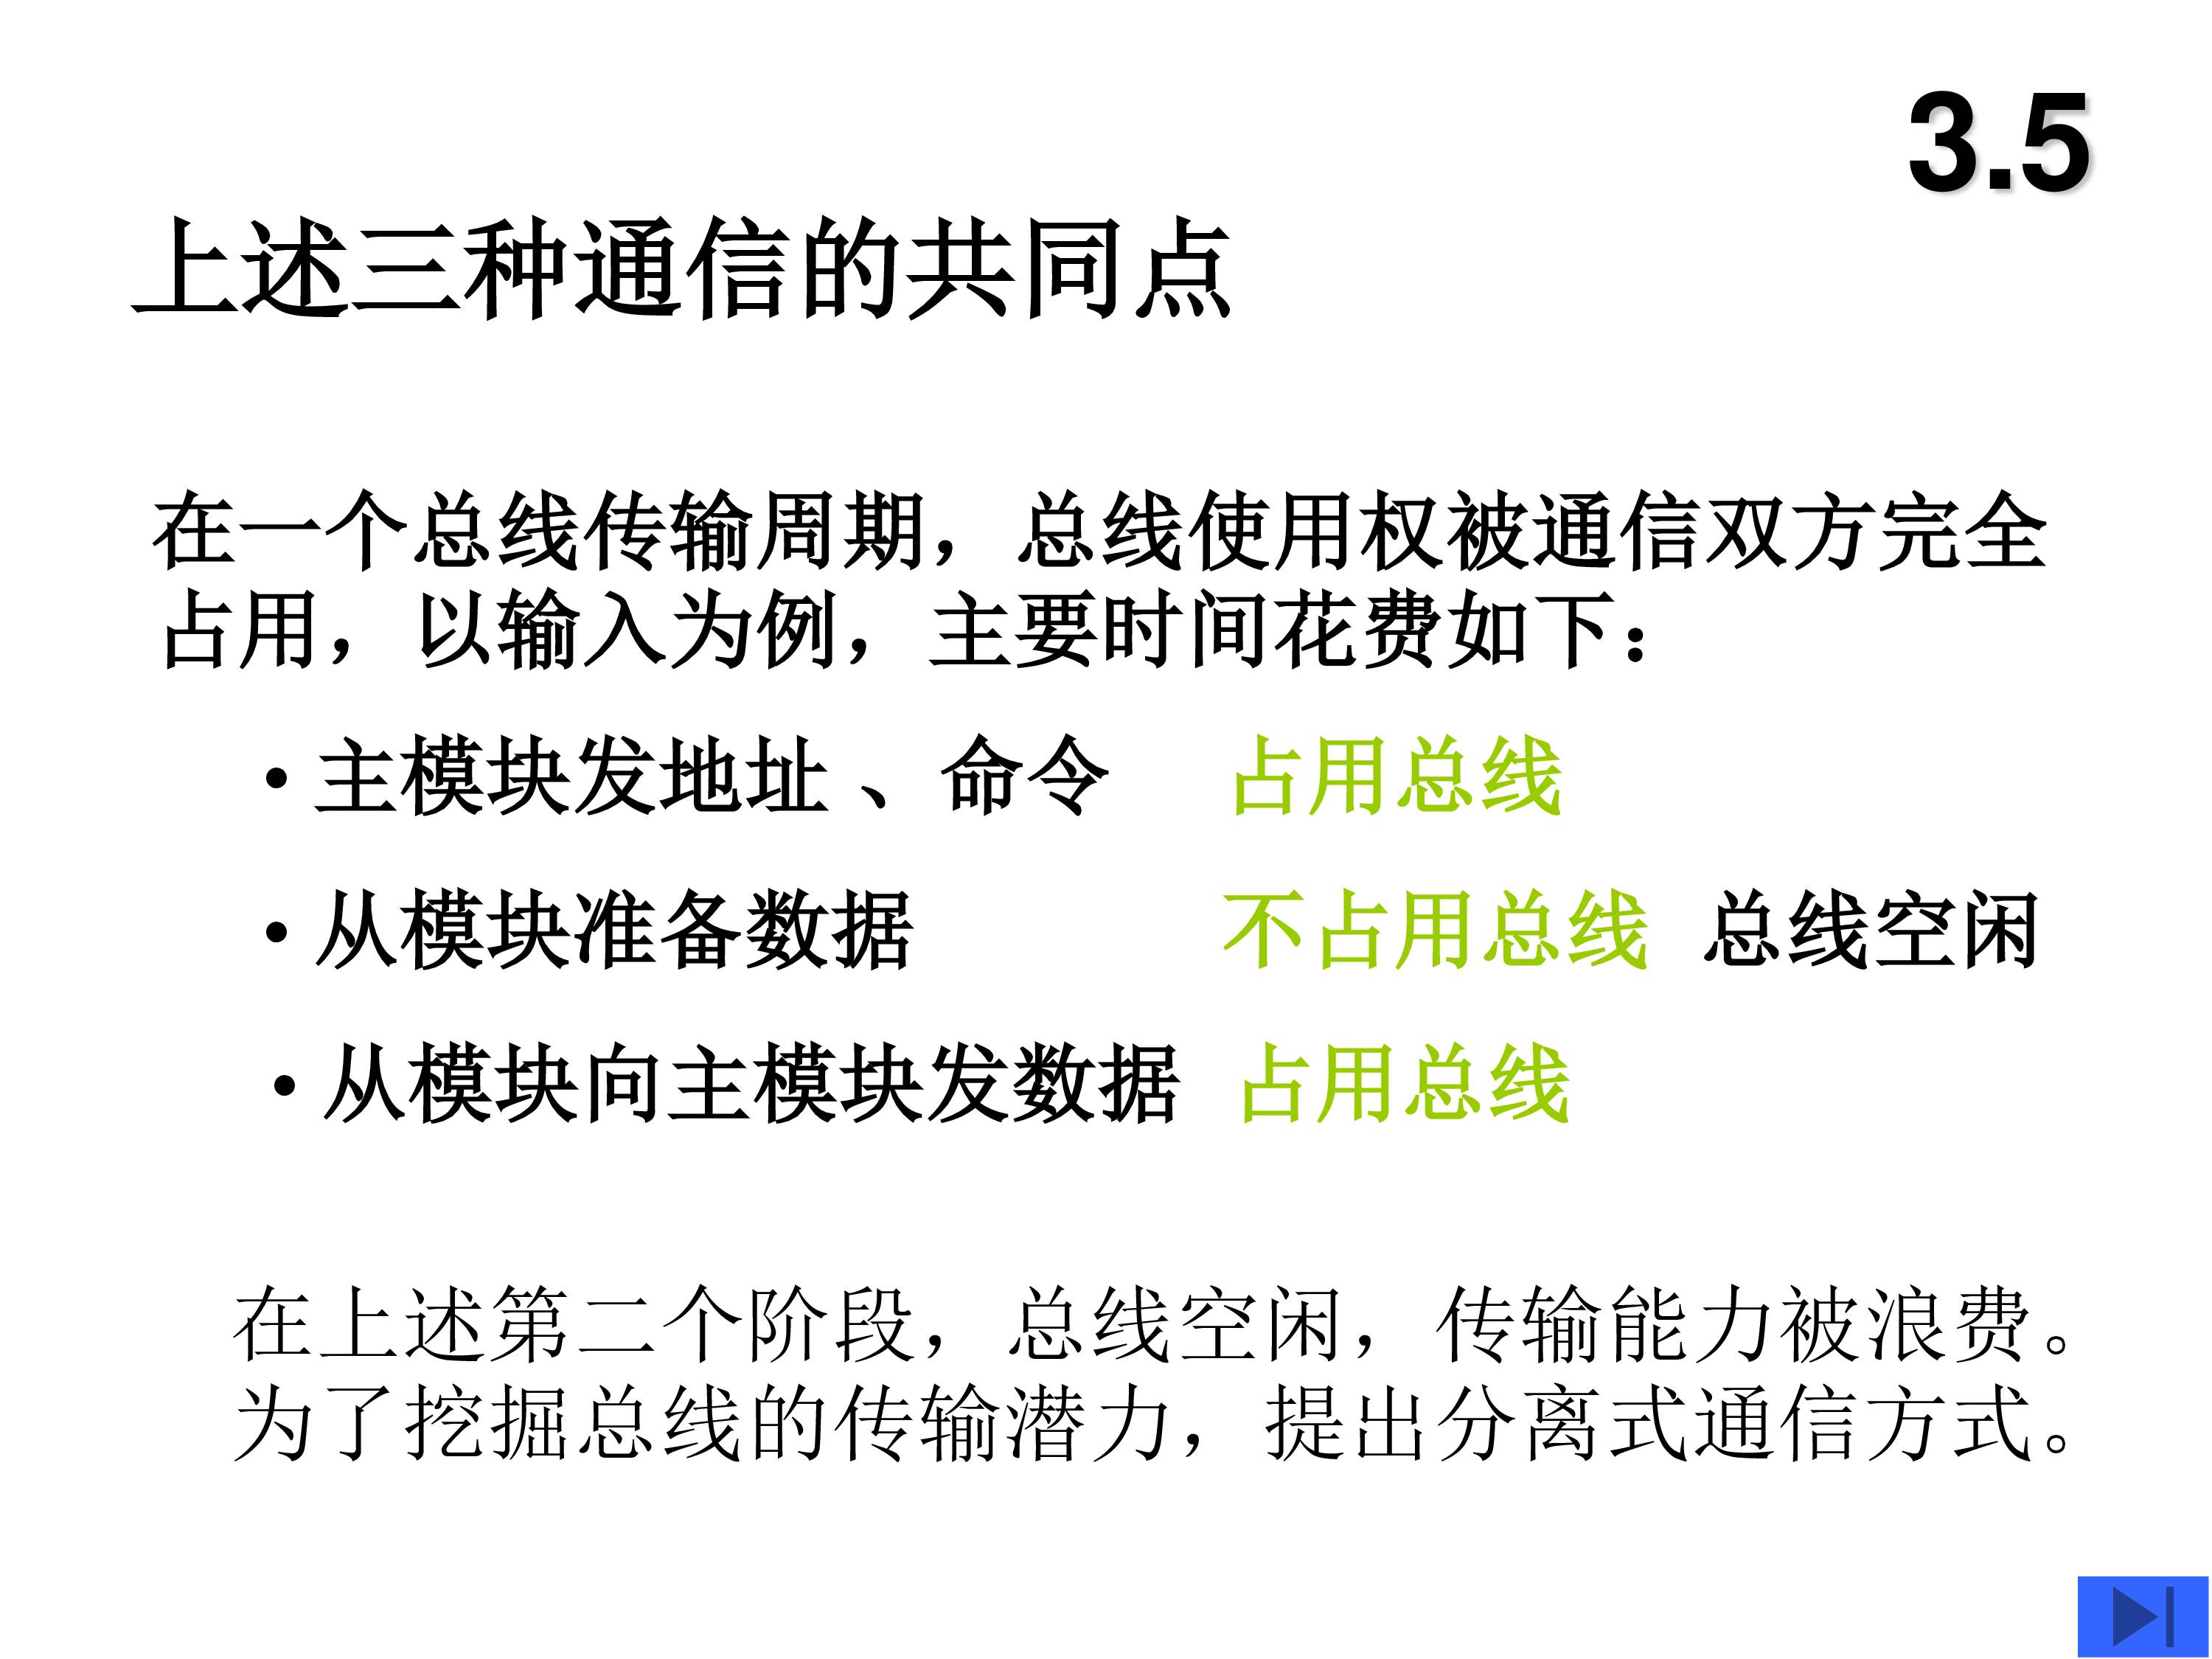 3.5
上述三种通信的共同点
在一个总线传输周期，总线使用权被通信双方完全
占用，以输入为例，主要时间花费如下：
•主模块发地址、命令 占用总线
•从模块准备数据 不占用总线 总线空闲
•从模块向主模块发数据 占用总线
在上述第二个阶段，总线空闲，传输能力被浪费。
为了挖掘总线的传输潜力，提出分离式通信方式。